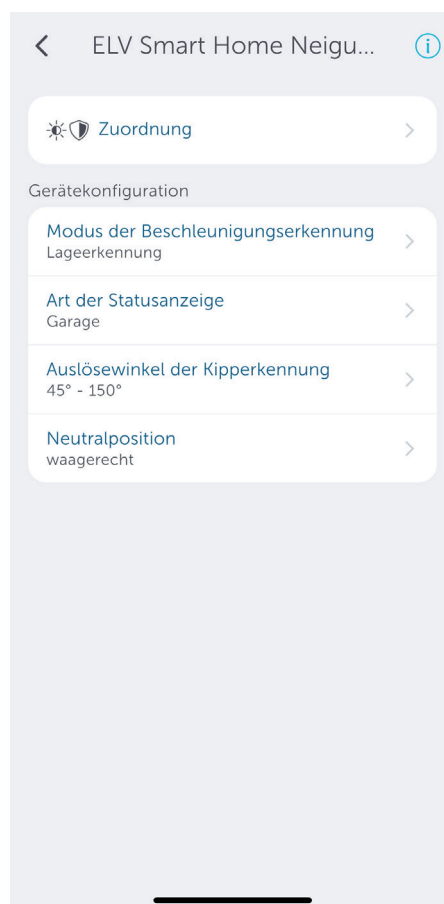 ELV Smart Home Neigu...
Zuordnung
Gerätekonfiguration
Modus der Beschleunigungserkennung
Lageerkennung
Art der Statusanzeige
Garage
Auslösewinkel der Kipperkennung
45° - 150°
Neutralposition
waagerecht